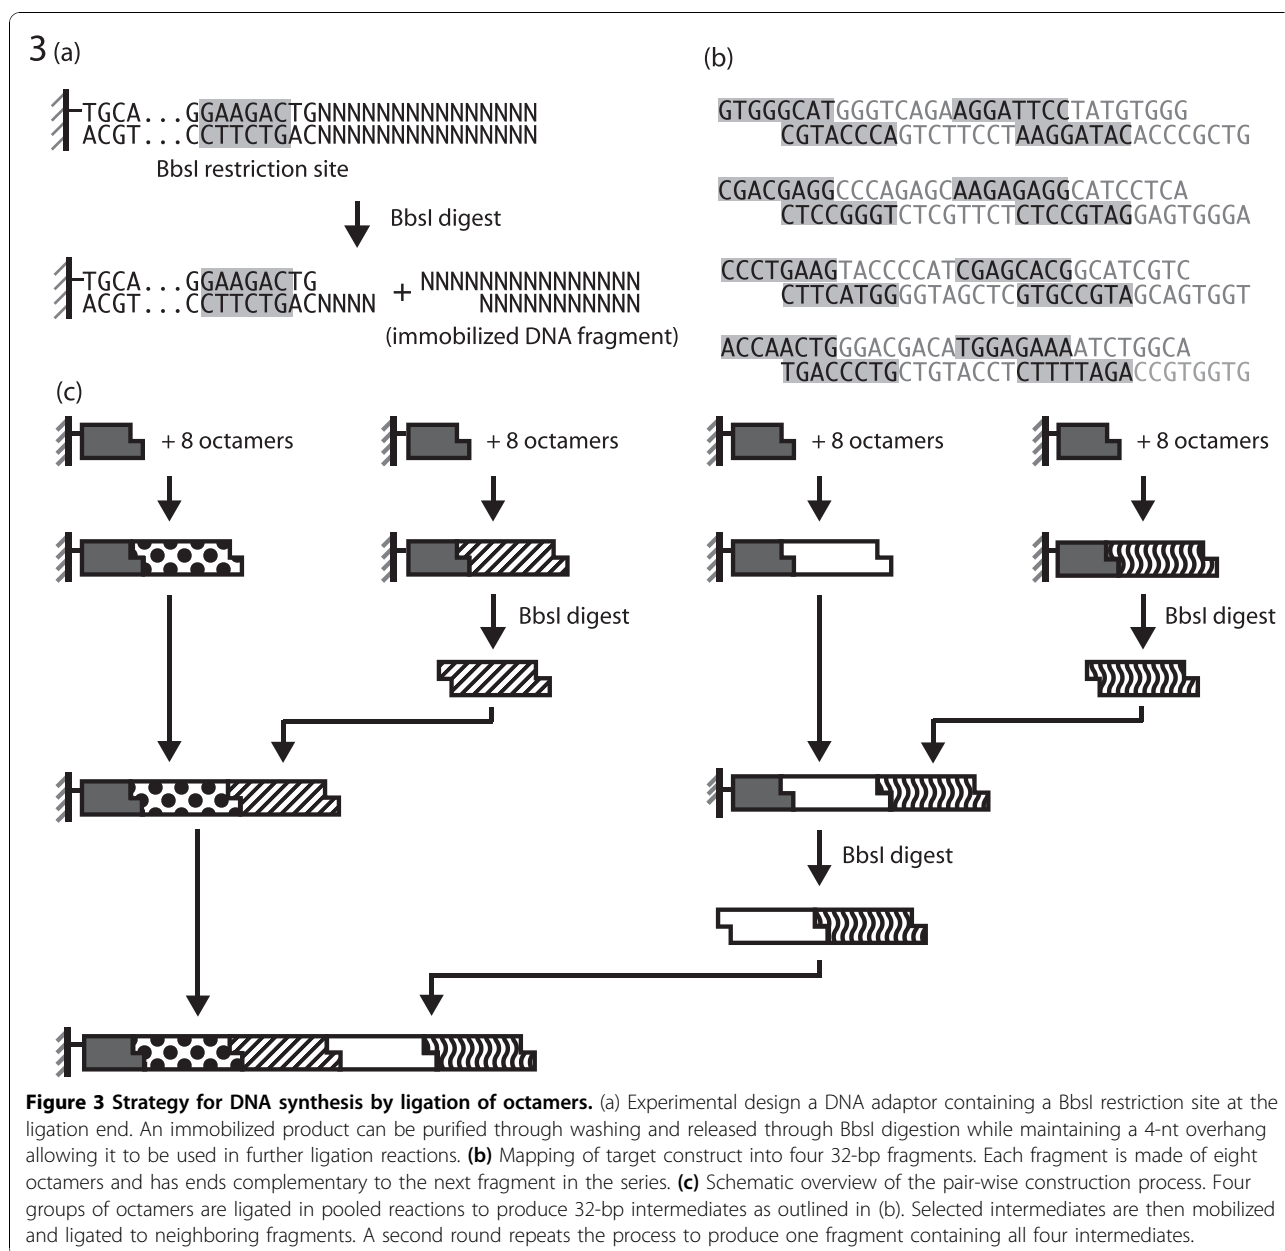 3 (a)
TGCA...GGAAGACTGNNNNNNNNNNNNNNN
ACGT...CCTTCTGACNNNNNNNNNNNNNNN
BbsI restriction site
BbsI digest
TGCA...GGAAGACTG
ACGT...CCTTCTGACNNNN
+
NNNNNNNNNNNNNNN
NNNNNNNNNNN
(immobilized DNA fragment)
(b)
GTGGGCATGGGTCAGAAGGATTCCTATGTGGG
CGTACCCAGTCTTCCTAAGGATACACCCGCTG
CGACGAGGCCCAGAGCAAGAGAGGCATCCTCA
CTCCGGGTCTCGTTCTCTCCGTAGGAGTGGGA
CCCTGAAGTACCCCATCGAGCACGGCATCGTC
CTTCATGGGGTAGCTCGTGCCGTAGCAGTGGT
ACCAACTGGGACGACATGGAGAAAATCTGGCA
TGACCCTGCTGTACCTCTTTTAGACCGTGGTG
(c)
+ 8 octamers
+ 8 octamers
+ 8 octamers
+ 8 octamers
BbsI digest
BbsI digest
BbsI digest
Figure 3 Strategy for DNA synthesis by ligation of octamers. (a) Experimental design a DNA adaptor containing a BbsI restriction site at the
ligation end. An immobilized product can be purified through washing and released through BbsI digestion while maintaining a 4-nt overhang
allowing it to be used in further ligation reactions. (b) Mapping of target construct into four 32-bp fragments. Each fragment is made of eight
octamers and has ends complementary to the next fragment in the series. (c) Schematic overview of the pair-wise construction process. Four
groups of octamers are ligated in pooled reactions to produce 32-bp intermediates as outlined in (b). Selected intermediates are then mobilized
and ligated to neighboring fragments. A second round repeats the process to produce one fragment containing all four intermediates.